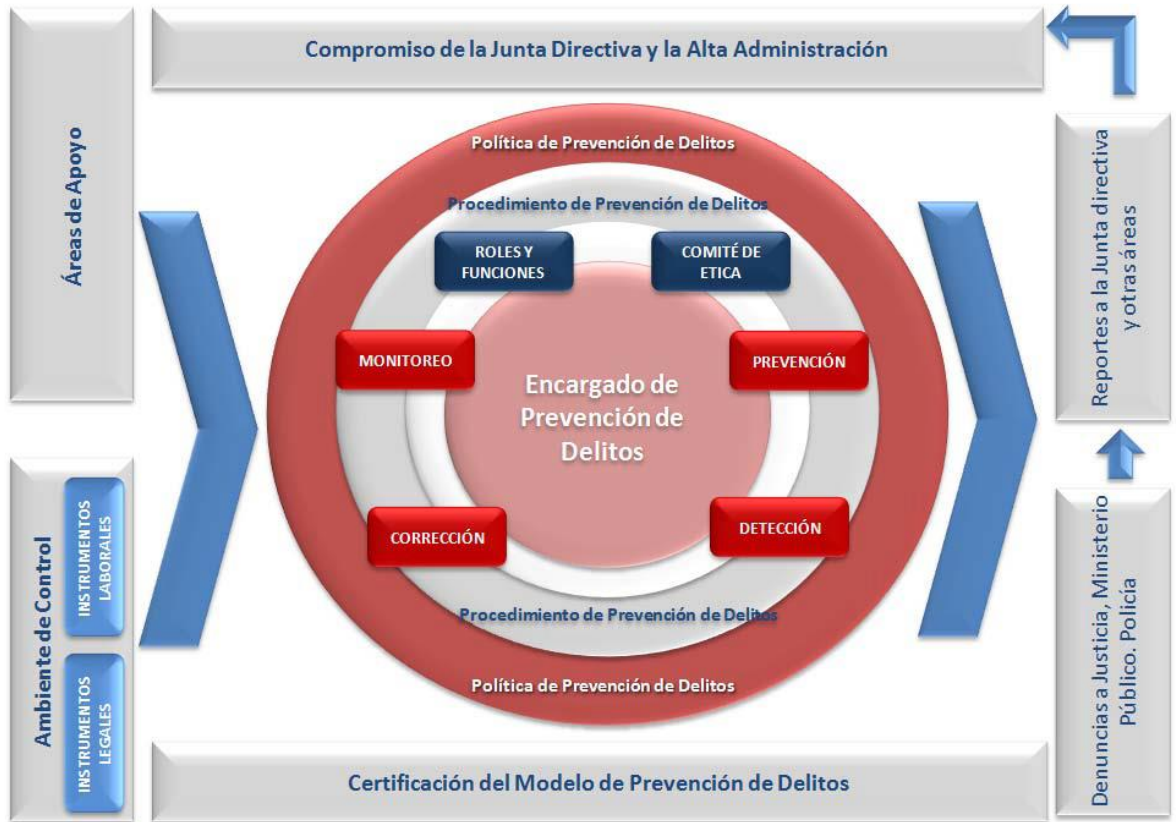 Compromiso de la Junta Directiva y la Alta Administración
Áreas de Apoyo
Política de Prevención de Delitos
Procedimiento de Prevención de Delitos
ROLES Y
FUNCIONES
COMITÉ DE
ETICA
MONITOREO
PREVENCIÓN
Encargado de
Prevención de
Delitos
CORRECCIÓN
DETECCIÓN
Procedimiento de Prevención de Delitos
Política de Prevención de Delitos
Ambiente de Control
INSTRUMENTOS
LABORALES
INSTRUMENTOS
LEGALES
Reportes a la Junta directiva
y otras áreas
Denuncias a Justicia, Ministerio
Público. Policía
Certificación del Modelo de Prevención de Delitos